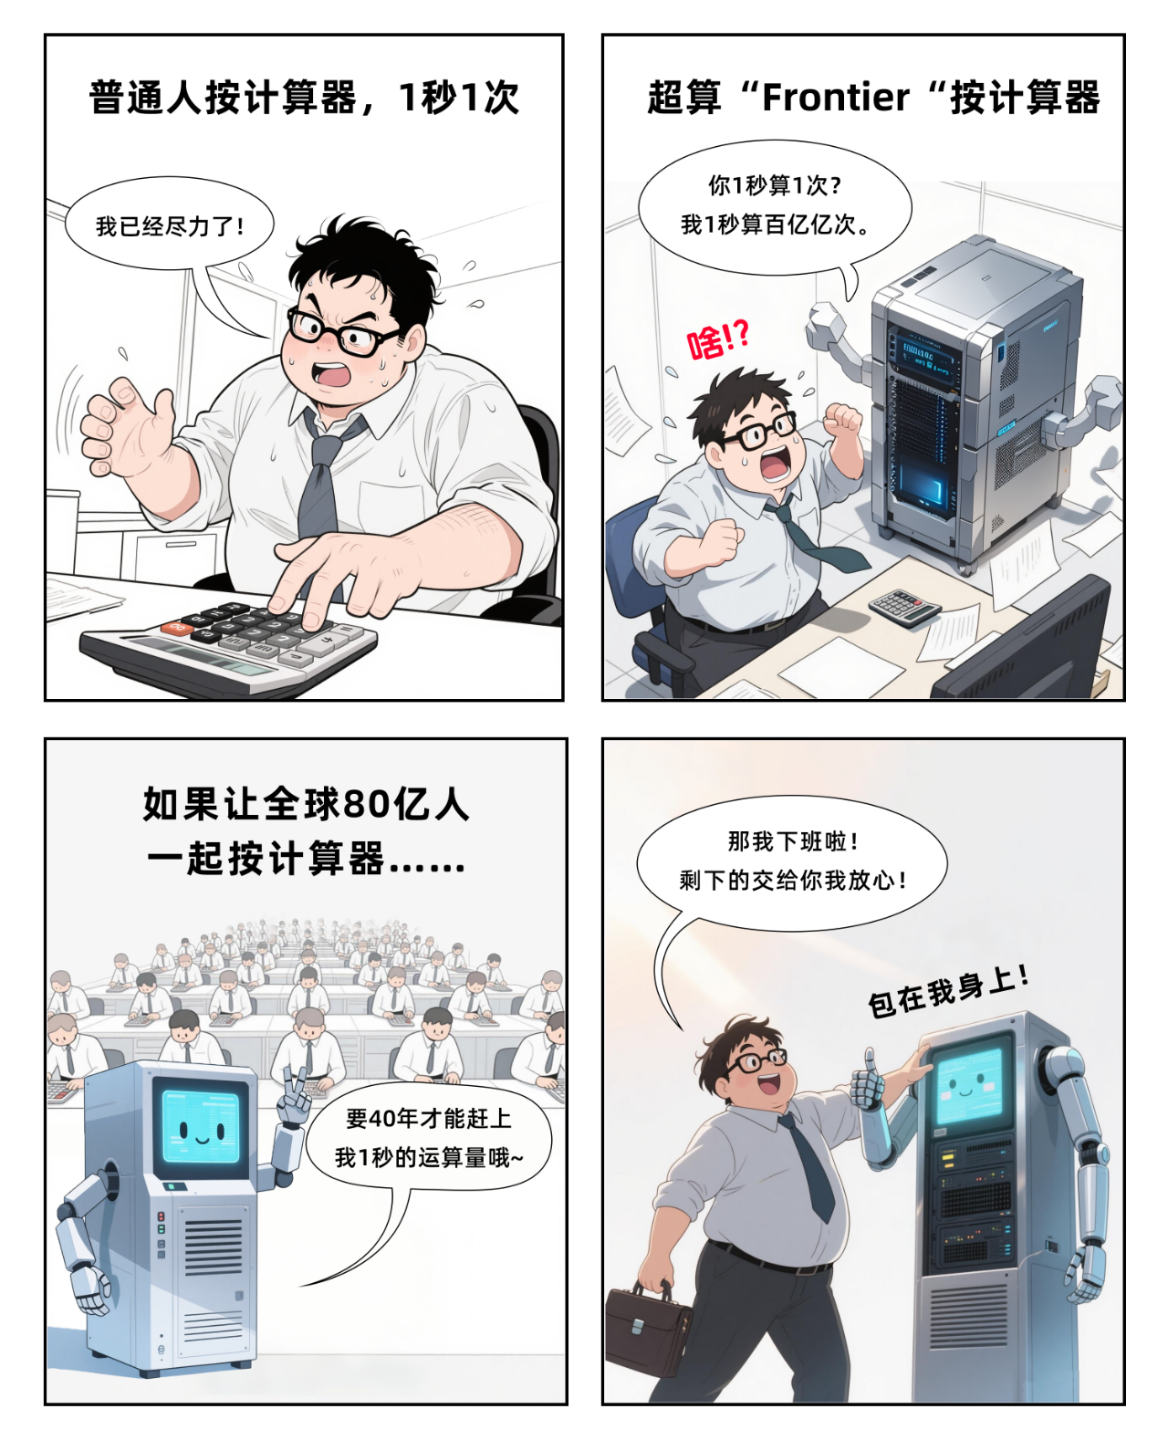 普通人按计算器，1秒1次
我已经尽力了！
超算“Frontier“按计算器
你1秒算1次？
我1秒算百亿亿次。
啥!?
如果让全球80亿人
一起按计算器……
要40年才能赶上
我1秒的运算量哦~
那我下班啦！
剩下的交给你我放心！
包在我身上！